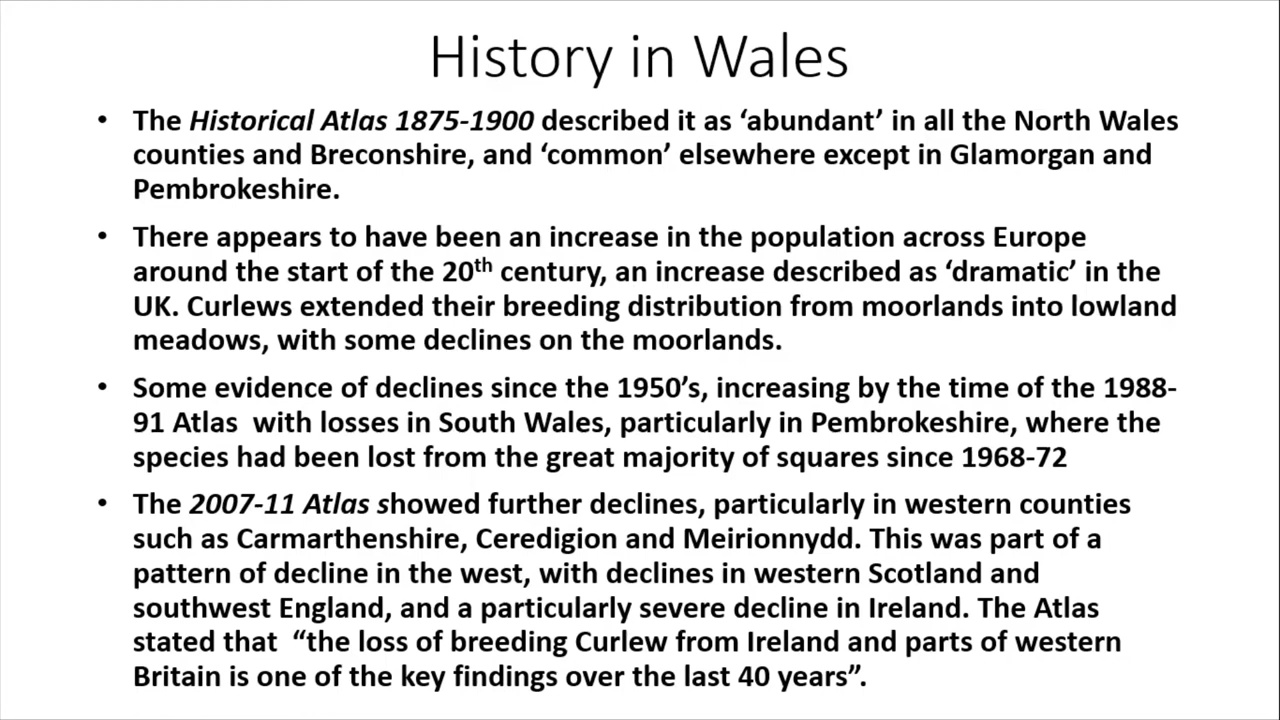 History in Wales
• The Historical Atlas 1875-1900 described it as ‘abundant’ in all the North Wales
counties and Breconshire, and ‘common’ elsewhere except in Glamorgan and
Pembrokeshire.
• There appears to have been an increase in the population across Europe
around the start of the 20th century, an increase described as ‘dramatic’ in the
UK. Curlews extended their breeding distribution from moorlands into lowland
meadows, with some declines on the moorlands.
• Some evidence of declines since the 1950’s, increasing by the time of the 1988-
91 Atlas  with losses in South Wales, particularly in Pembrokeshire, where the
species had been lost from the great majority of squares since 1968-72
• The 2007-11 Atlas showed further declines, particularly in western counties
such as Carmarthenshire, Ceredigion and Meirionnydd. This was part of a
pattern of decline in the west, with declines in western Scotland and
southwest England, and a particularly severe decline in Ireland. The Atlas
stated that  “the loss of breeding Curlew from Ireland and parts of western
Britain is one of the key findings over the last 40 years”.